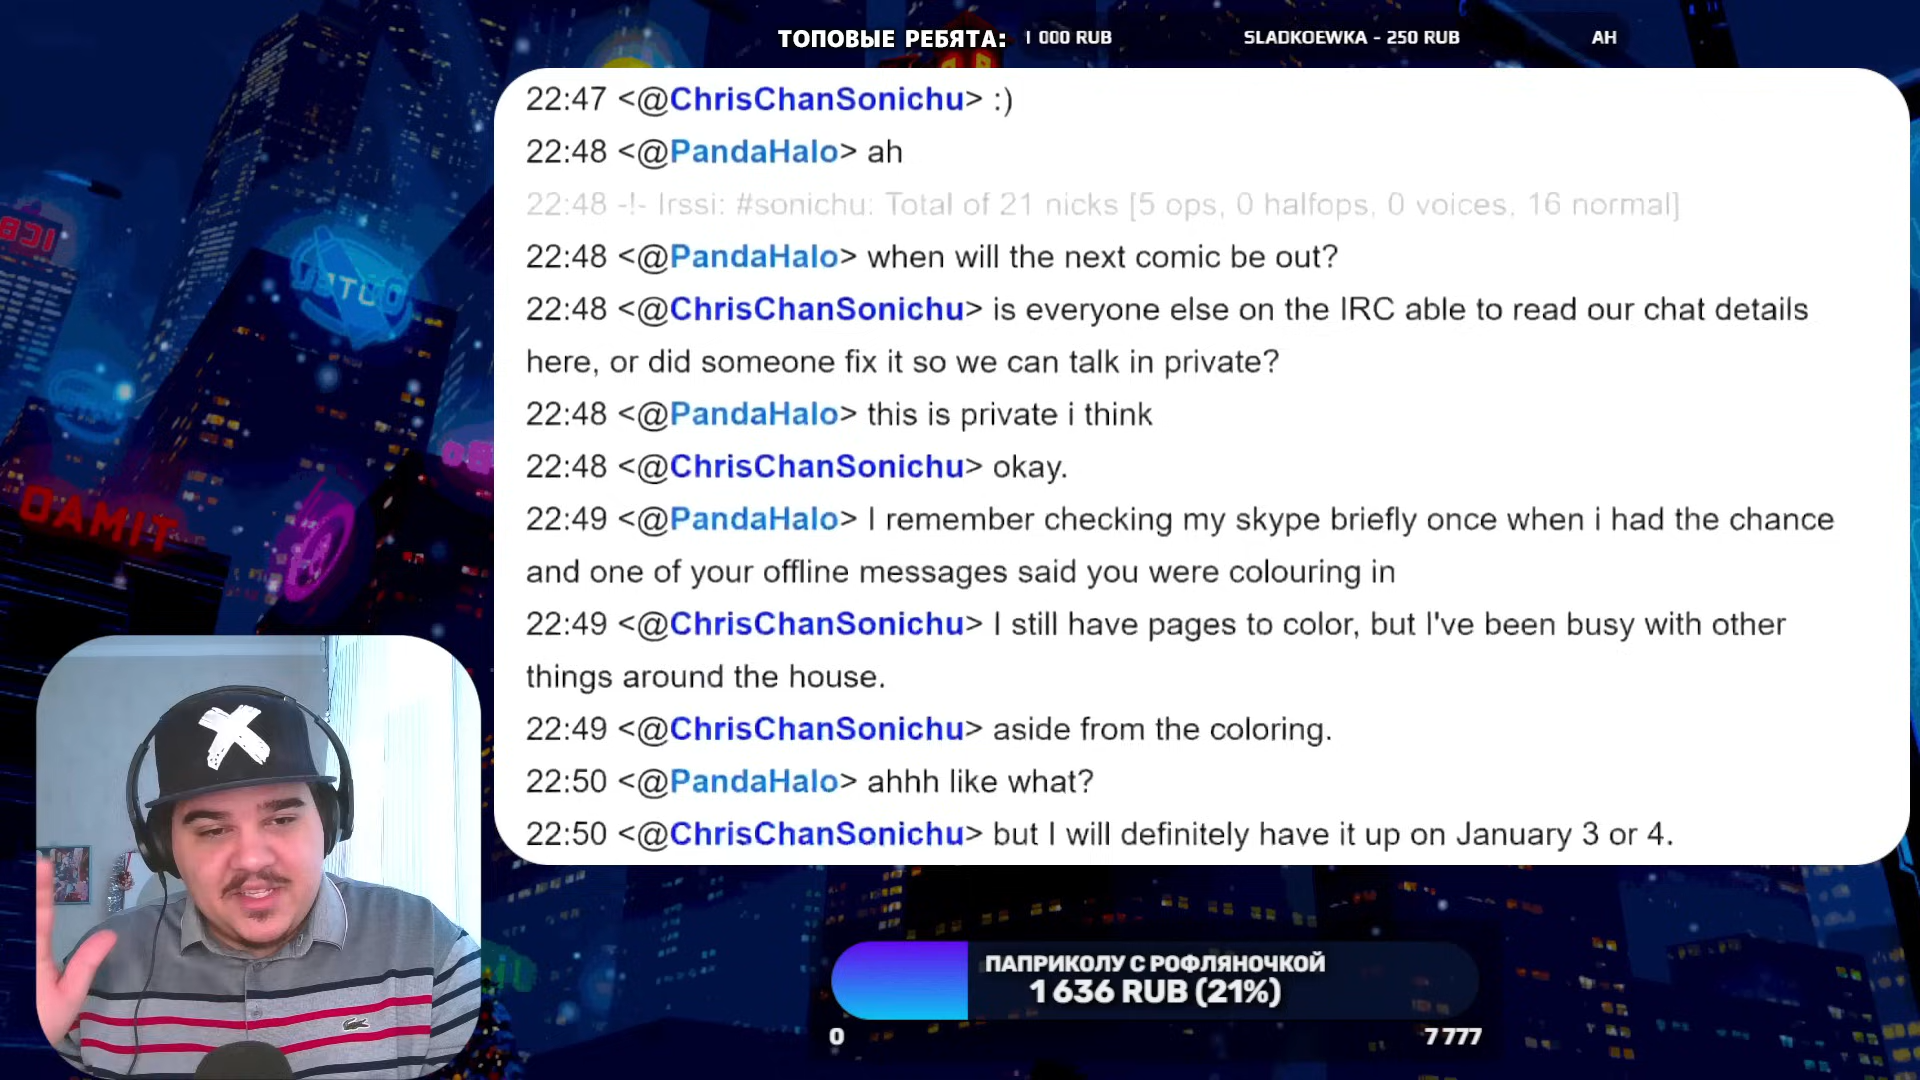 ТОПОВЫЕ РЕБЯТА: 1 000 RUB SLADKOEWKA - 250 RUB AH
22:47 <@ChrisChanSonichu> :)
22:48 <@PandaHalo> ah
22:48 -!- Irssi: #sonichu: Total of 21 nicks [5 ops, 0 halfops, 0 voices, 16 normal]
22:48 <@PandaHalo> when will the next comic be out?
22:48 <@ChrisChanSonichu> is everyone else on the IRC able to read our chat details
here, or did someone fix it so we can talk in private?
22:48 <@PandaHalo> this is private i think
22:48 <@ChrisChanSonichu> okay.
22:49 <@PandaHalo> I remember checking my skype briefly once when i had the chance
and one of your offline messages said you were colouring in
22:49 <@ChrisChanSonichu> I still have pages to color, but I've been busy with other
things around the house.
22:49 <@ChrisChanSonichu> aside from the coloring.
22:50 <@PandaHalo> ahhh like what?
22:50 <@ChrisChanSonichu> but I will definitely have it up on January 3 or 4.
TIMAO
ПАПРИКОЛУ С РОФЛЯНОЧКОЙ
1 636 RUB (21%)
0 7 777